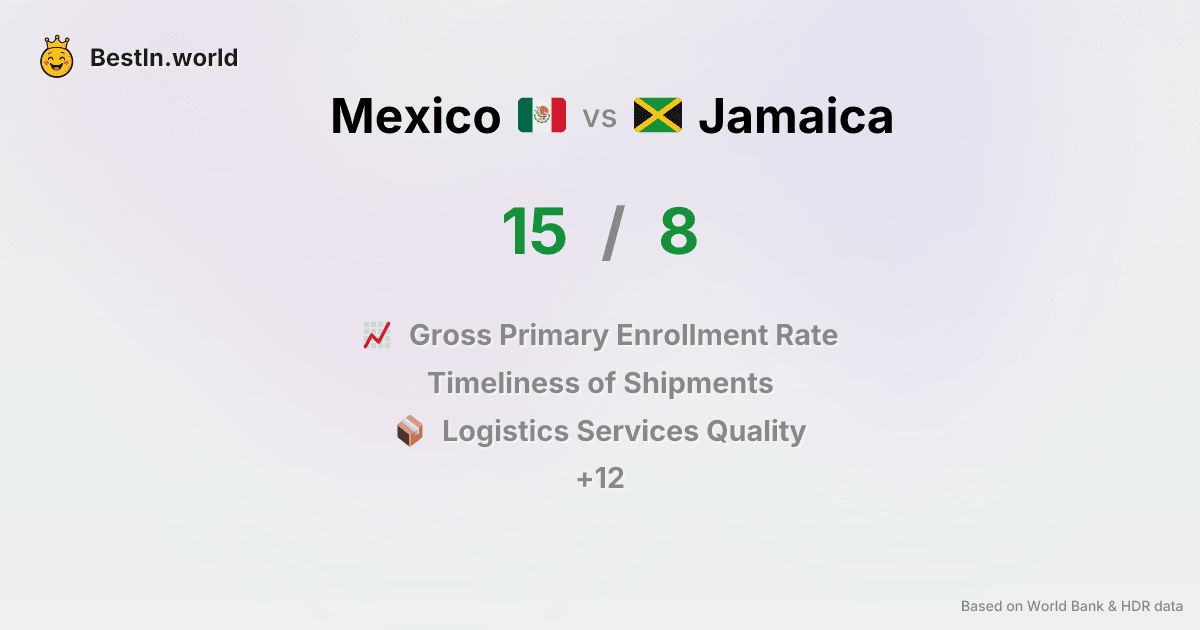 BestIn.world
Mexico vs Jamaica
15 / 8
Gross Primary Enrollment Rate
Timeliness of Shipments
Logistics Services Quality
+12
Based on World Bank & HDR data